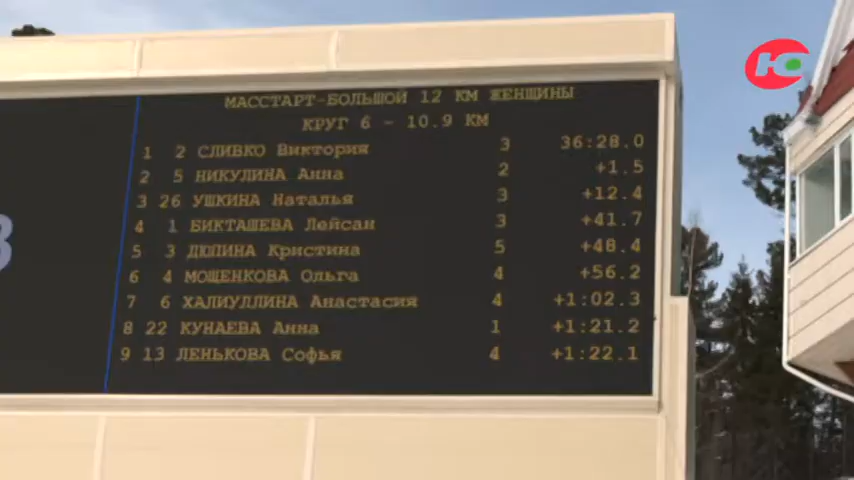 Ю
МАССТАРТ-БОЛЬШОЙ 12 КМ ЖЕНЩИНЫ
КРУГ 6 - 10.9 КМ
1 2 СЛИВКО Виктория 3 36:28.0
2 5 НИКУЛИНА Анна 2 +1.5
3 26 УШКИНА Наталья 3 +12.4
4 1 БИКТАШЕВА Лейсан 3 +41.7
5 3 ДЮПИНА Кристина 5 +48.4
6 4 МОЩЕНКОВА Ольга 4 +56.2
7 6 ХАЛИУЛЛИНА Анастасия 4 +1:02.3
8 22 КУНАЕВА Анна 1 +1:21.2
9 13 ЛЕНЬКОВА Софья 4 +1:22.1